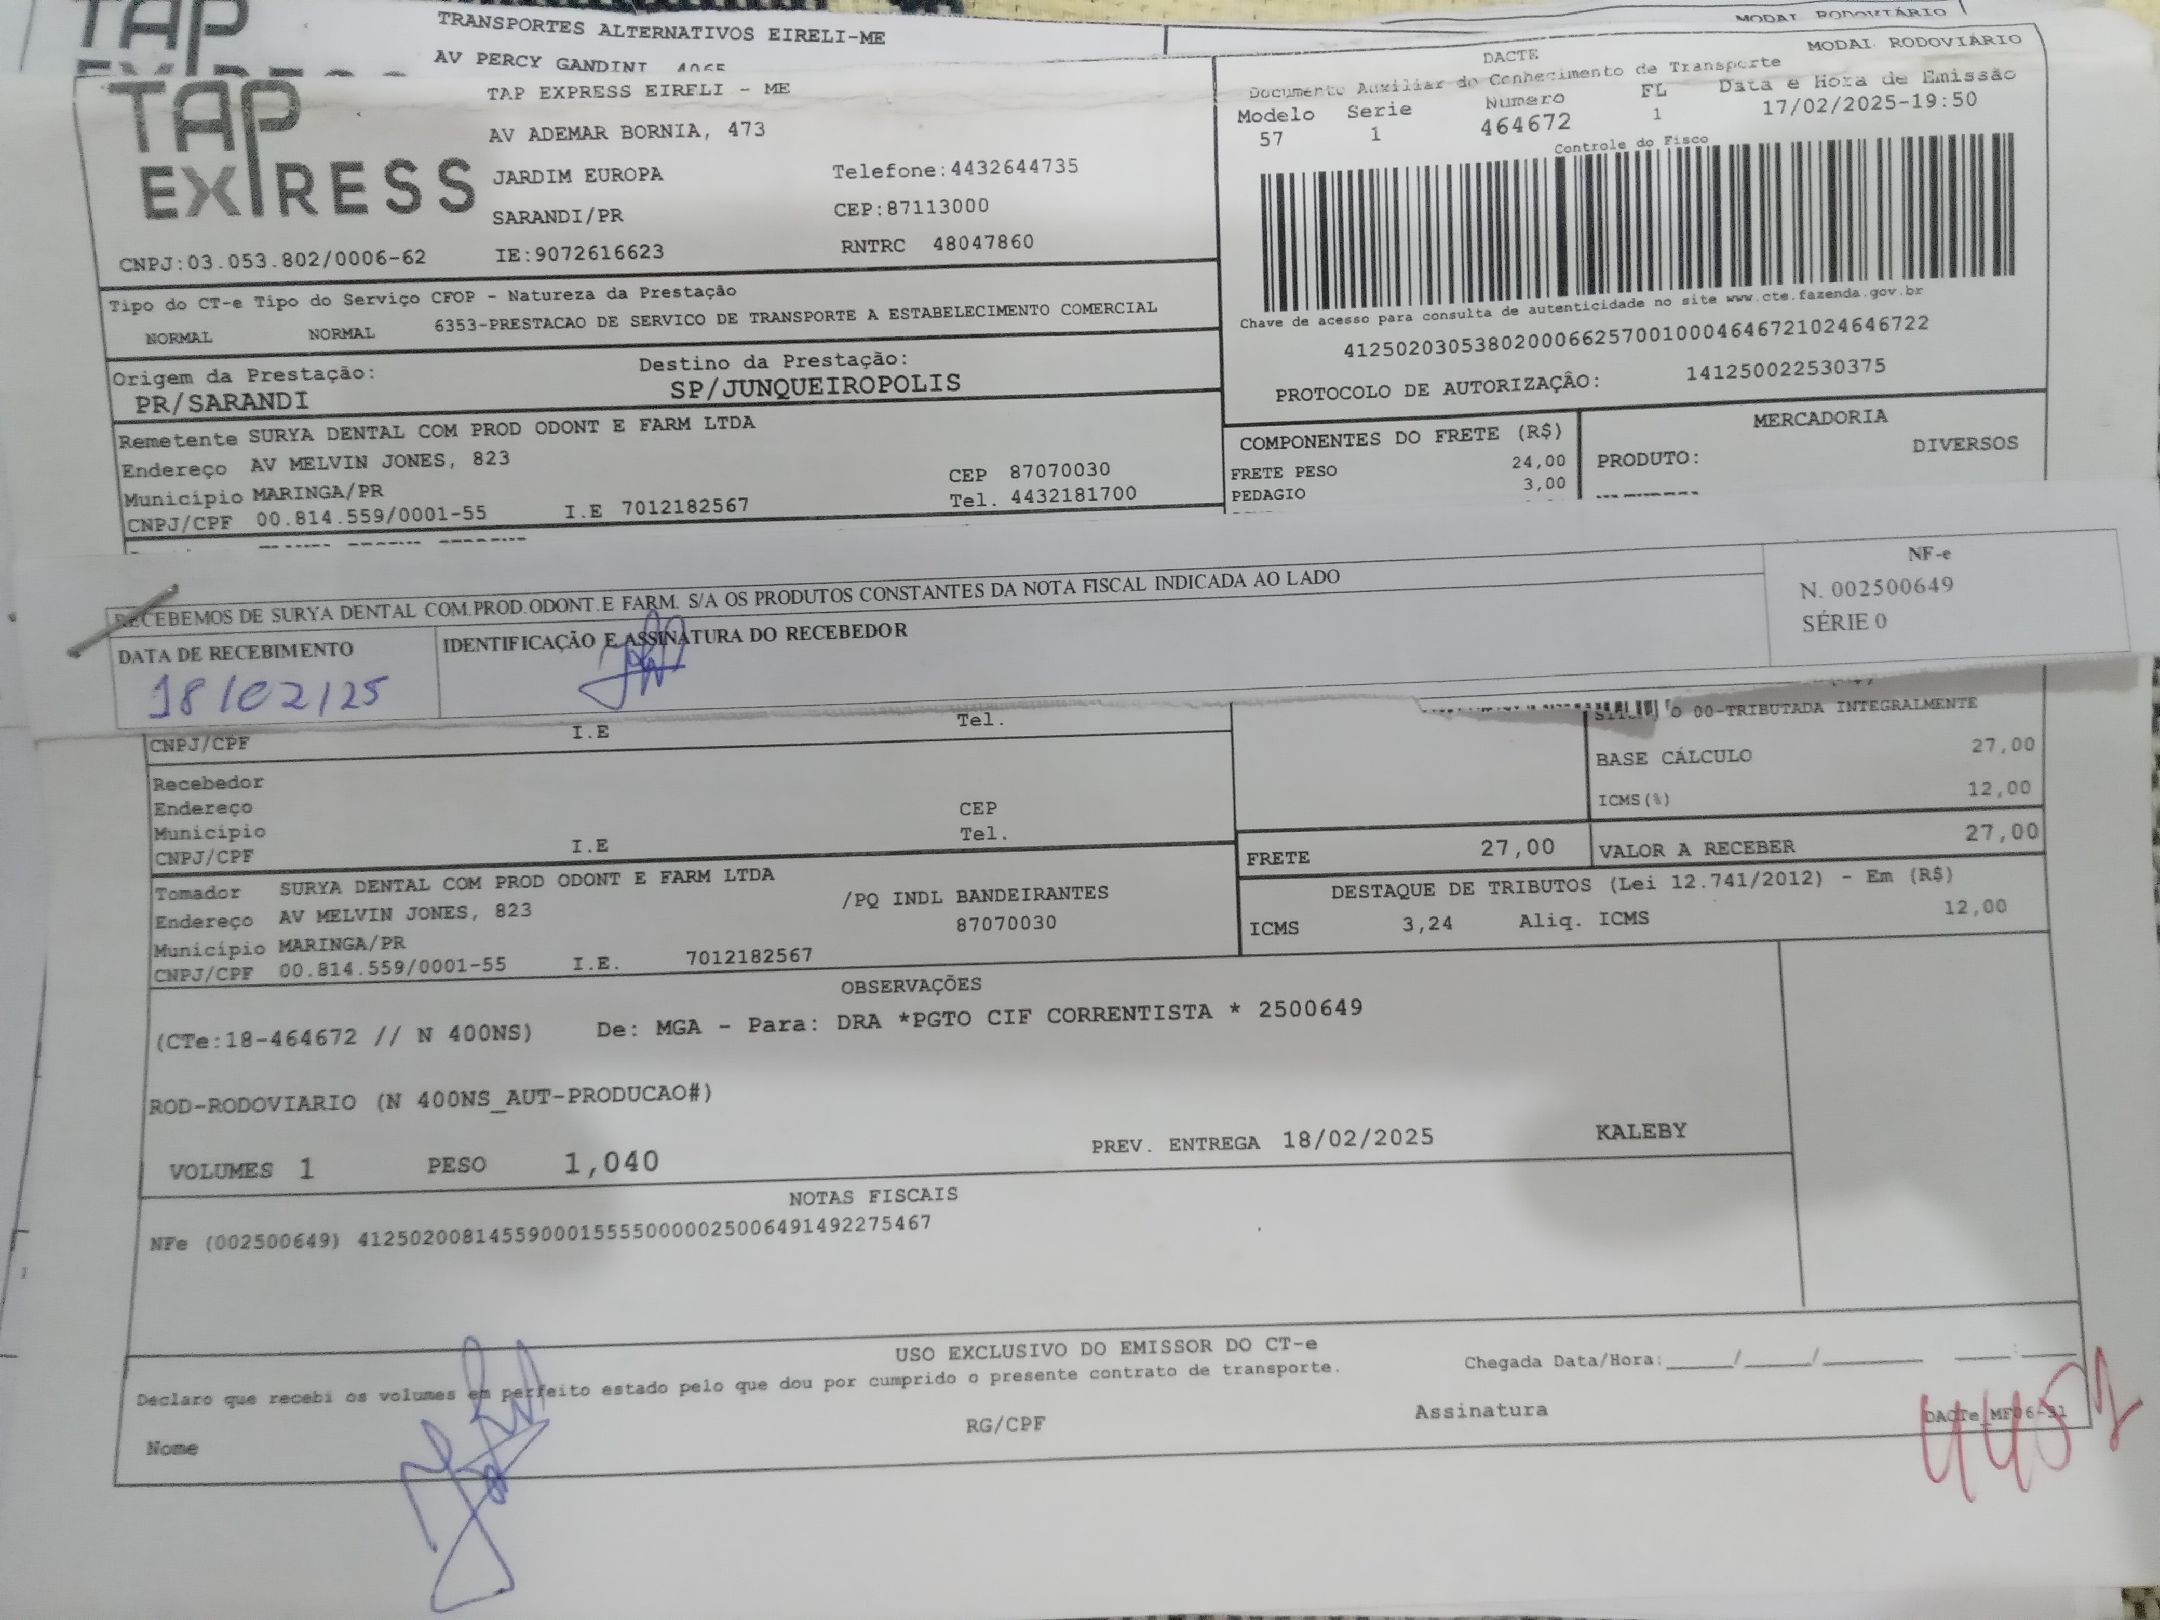 TAP
TRANSPORTES ALTERNATIVOS EIRELI-ME
AV PERCY GANDINI 4065
MODAL RODOVIÁRIO
TAP EXPRESS
TAP EXPRESS EIRELI - ME
AV ADEMAR BORNIA, 473
JARDIM EUROPA Telefone:4432644735
SARANDI/PR CEP:87113000
CNPJ:03.053.802/0006-62 IE:9072616623 RNTRC 48047860
DACTE MODAL RODOVIÁRIO
Documento Auxiliar do Conhecimento de Transporte
Modelo Serie Numero FL Data e Hora de Emissão
57 1 464672 1 17/02/2025-19:50
Controle do Fisco
Chave de acesso para consulta de autenticidade no site www.cte.fazenda.gov.br
41250203053802000662570010004646721024646722
PROTOCOLO DE AUTORIZAÇÃO: 141250022530375
Tipo do CT-e Tipo do Serviço CFOP - Natureza da Prestação
NORMAL NORMAL 6353-PRESTACAO DE SERVICO DE TRANSPORTE A ESTABELECIMENTO COMERCIAL
Origem da Prestação: Destino da Prestação:
PR/SARANDI SP/JUNQUEIROPOLIS
Remetente SURYA DENTAL COM PROD ODONT E FARM LTDA
Endereço AV MELVIN JONES, 823 CEP 87070030
Município MARINGA/PR Tel. 4432181700
CNPJ/CPF 00.814.559/0001-55 I.E 7012182567
COMPONENTES DO FRETE (R$)
FRETE PESO 24,00
PEDAGIO 3,00
MERCADORIA
PRODUTO: DIVERSOS
RECEBEMOS DE SURYA DENTAL COM.PROD.ODONT.E FARM. S/A OS PRODUTOS CONSTANTES DA NOTA FISCAL INDICADA AO LADO
DATA DE RECEBIMENTO IDENTIFICAÇÃO E ASSINATURA DO RECEBEDOR
18/02/25
NF-e
N. 002500649
SÉRIE 0
CNPJ/CPF I.E Tel.
00-TRIBUTADA INTEGRALMENTE
BASE CÁLCULO 27,00
ICMS(%) 12,00
Recebedor
Endereço CEP
Município Tel.
CNPJ/CPF I.E
FRETE 27,00 VALOR A RECEBER 27,00
Tomador SURYA DENTAL COM PROD ODONT E FARM LTDA
Endereço AV MELVIN JONES, 823 /PQ INDL BANDEIRANTES
Município MARINGA/PR 87070030
CNPJ/CPF 00.814.559/0001-55 I.E. 7012182567
DESTAQUE DE TRIBUTOS (Lei 12.741/2012) - Em (R$)
ICMS 3,24 Aliq. ICMS 12,00
OBSERVAÇÕES
(CTe:18-464672 // N 400NS) De: MGA - Para: DRA *PGTO CIF CORRENTISTA * 2500649
ROD-RODOVIARIO (N 400NS_AUT-PRODUCAO#)
VOLUMES 1 PESO 1,040 PREV. ENTREGA 18/02/2025 KALEBY
NOTAS FISCAIS
NFe (002500649) 41250200814559000155550000025006491492275467
USO EXCLUSIVO DO EMISSOR DO CT-e
Declaro que recebi os volumes em perfeito estado pelo que dou por cumprido o presente contrato de transporte.
Chegada Data/Hora:_____/_____/_______ ____:____
Nome RG/CPF Assinatura DACTe_MF06-31